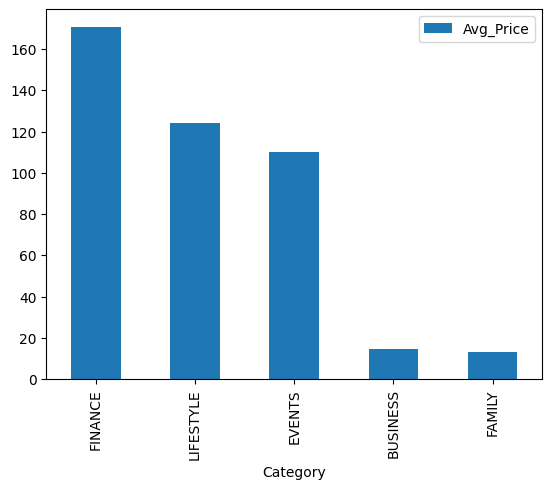 Avg_Price
160
140
120
100
80
60
40
20
0
FINANCE
LIFESTYLE
EVENTS
BUSINESS
FAMILY
Category